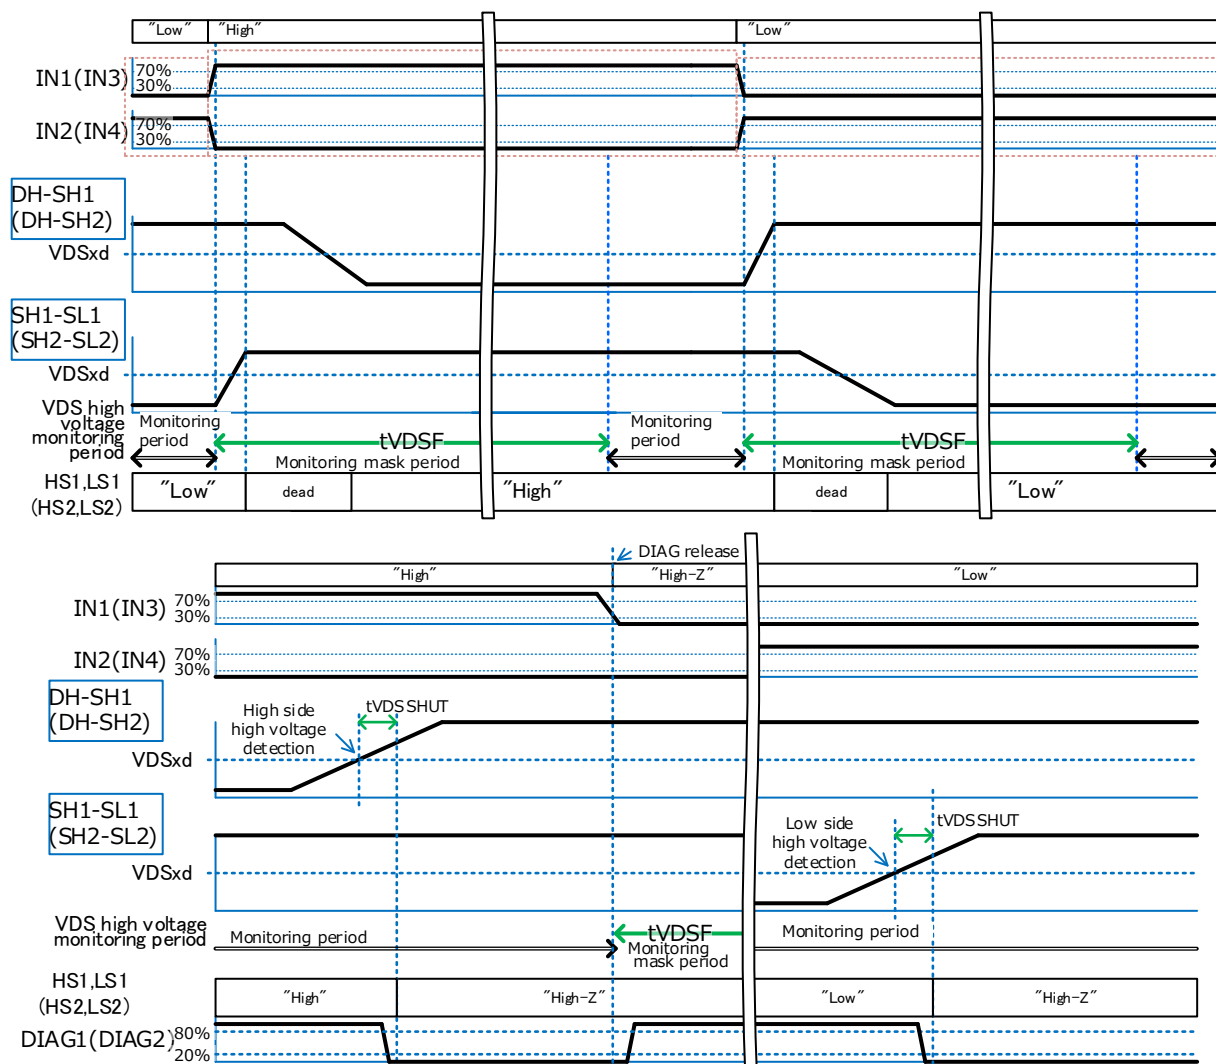 "Low" "High" "Low"
IN1(IN3) 70%
30%
IN2(IN4) 70%
30%
DH-SH1
(DH-SH2)
VDSxd
SH1-SL1
(SH2-SL2)
VDSxd
VDS high
voltage
monitoring
period
Monitoring
period
tVDSF
Monitoring mask period
Monitoring
period
tVDSF
Monitoring mask period
HS1,LS1
(HS2,LS2)
"Low" dead "High" dead "Low"
DIAG release
"High" "High-Z" "Low"
IN1(IN3) 70%
30%
IN2(IN4) 70%
30%
DH-SH1
(DH-SH2)
VDSxd
High side
high voltage
detection
tVDSSHUT
SH1-SL1
(SH2-SL2)
VDSxd
Low side
high voltage
detection
tVDSSHUT
VDS high voltage
monitoring period
Monitoring period
tVDSF
Monitoring
mask period
Monitoring period
HS1,LS1
(HS2,LS2)
"High" "High-Z" "Low" "High-Z"
DIAG1(DIAG2) 80%
20%